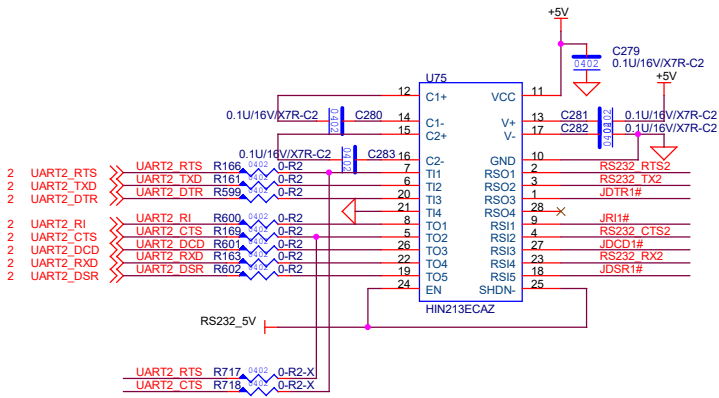 +5V
C279
0402
0.1U/16V/X7R-C2
+5V
U75
12 C1+ VCC 11
0.1U/16V/X7R-C2 0402 C280 14 C1- V+ 13 C281 0.1U/16V/X7R-C2
15 C2+ V- 17 C282 0402 0.1U/16V/X7R-C2
0.1U/16V/X7R-C2 0402 C283 16 C2- GND 10
2 UART2_RTS UART2_RTS R166 0402 0-R2 7 TI1 RSO1 2 RS232_RTS2
2 UART2_TXD UART2_TXD R161 0-R2 6 TI2 RSO2 3 RS232_TX2
2 UART2_DTR UART2_DTR R599 0-R2 20 TI3 RSO3 1 JDTR1#
21 TI4 RSO4 28
2 UART2_RI UART2_RI R600 0-R2 8 TO1 RSI1 9 JRI1#
2 UART2_CTS UART2_CTS R169 0402 0-R2 5 TO2 RSI2 4 RS232_CTS2
2 UART2_DCD UART2_DCD R601 0402 0-R2 26 TO3 RSI3 27 JDCD1#
2 UART2_RXD UART2_RXD R163 0402 0-R2 22 TO4 RSI4 23 RS232_RX2
2 UART2_DSR UART2_DSR R602 0-R2 19 TO5 RSI5 18 JDSR1#
24 EN SHDN- 25
HIN213ECAZ
RS232_5V
UART2_RTS R717 0402 0-R2-X
UART2_CTS R718 0-R2-X